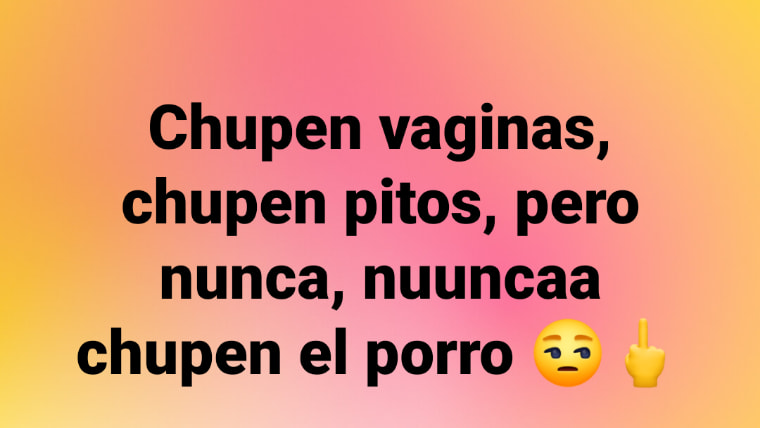 Chupen vaginas,
chupen pitos, pero
nunca, nuuncaa
chupen el porro 😒🖕